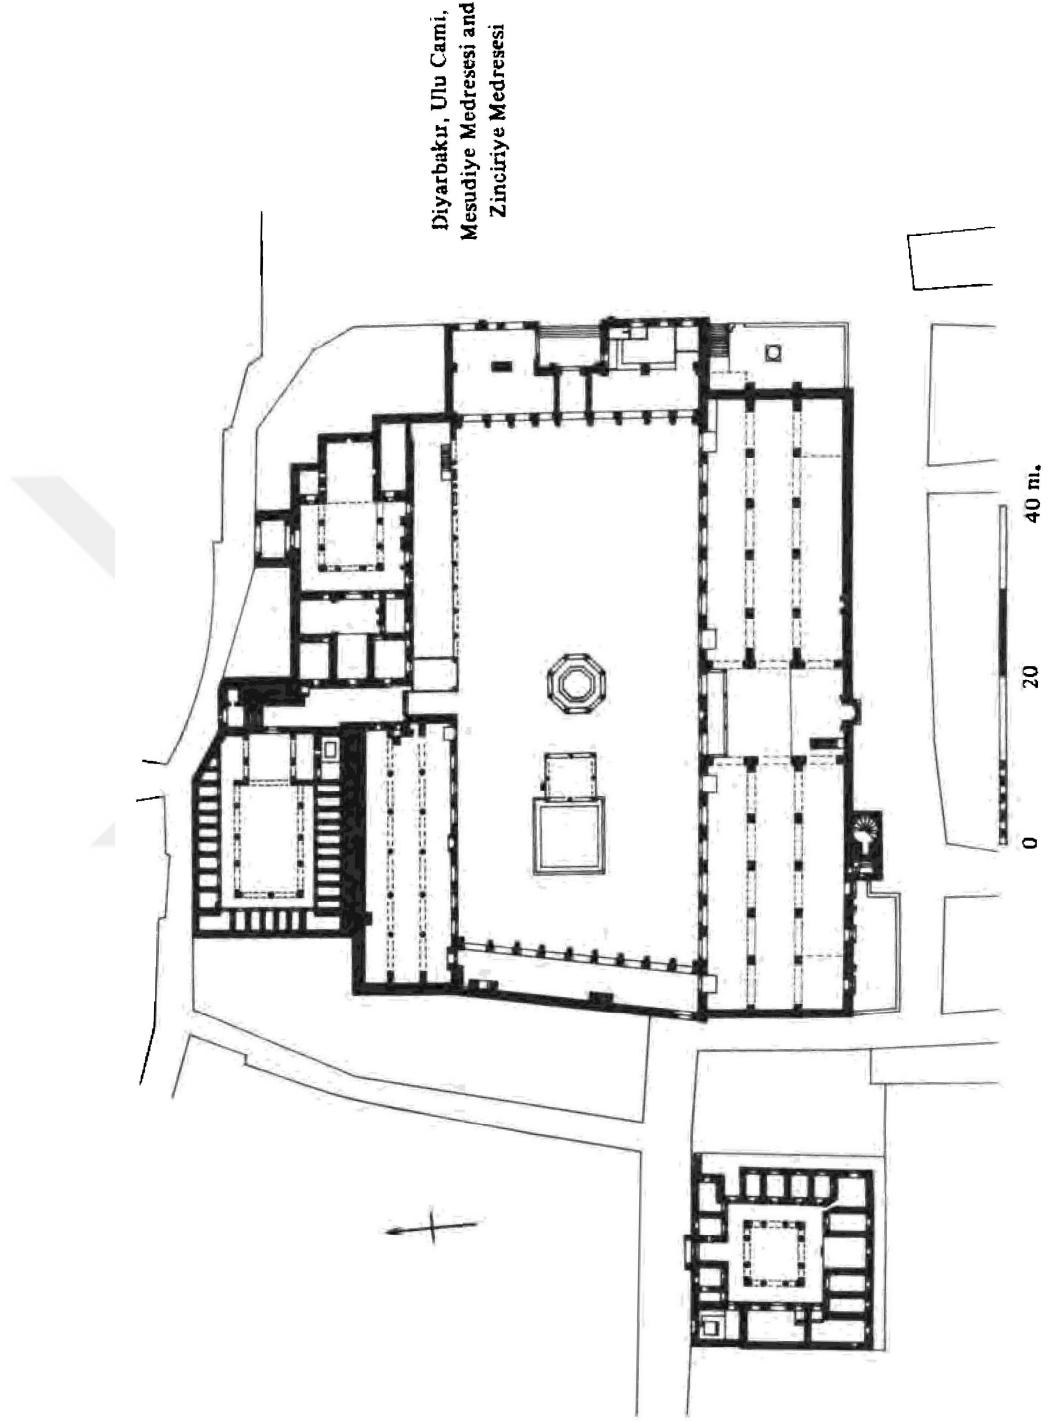 Diyarbakır, Ulu Cami,
Mesudiye Medresesi and
Zinciriye Medresesi
0 20 40 m.